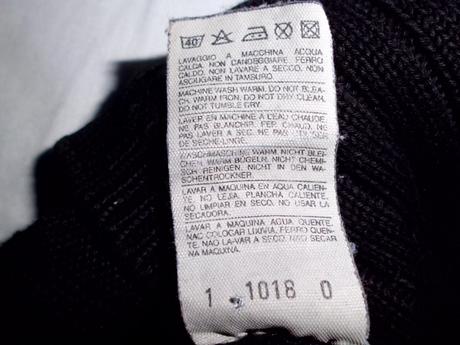 40
LAVAGGIO A MACCHINA ACQUA
CALDA. NON CANDEGGIARE FERRO
CALDO. NON LAVARE A SECCO. NON
ASCIUGARE IN TAMBURO.
MACHINE WASH WARM. DO NOT BLEA-
CH. WARM IRON. DO NOT DRY CLEAN.
DO NOT TUMBLE DRY.
LAVER EN MACHINE A L'EAU CHAUDE.
NE PAS BLANCHIR. FER CHAUD. NE
PAS LAVER A SEC. NE PAS UTILISER
DE SECHE-LINGE.
WASCHMASCHINE WARM. NICHT BLEI-
CHEN. WARM BÜGELN. NICHT CHEMI-
SCH REINIGEN. NICHT IN DEN WA-
SCHENTROCKNER.
LAVAR A MAQUINA EN AQUA CALIEN-
TE. NO LEJIA. PLANCHA CALIENTE.
NO LIMPIAR EN SECO. NO USAR LA
SECADORA.
LAVAR A MAQUINA AGUA QUENTE.
NAO COLOCAR LIXIVIA, FERRO QUEN-
TE. NÃO LAVAR A SECO. NÃO SECAR
NA MAQUINA.
1 1018 0